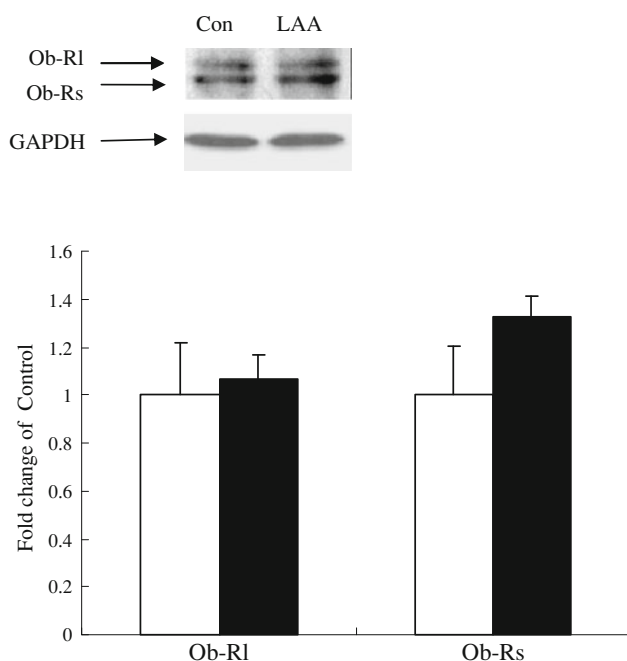 Con LAA
Ob-Rl
Ob-Rs
GAPDH
Fold change of Control
1.6
1.4
1.2
1
0.8
0.6
0.4
0.2
0
Ob-Rl Ob-Rs